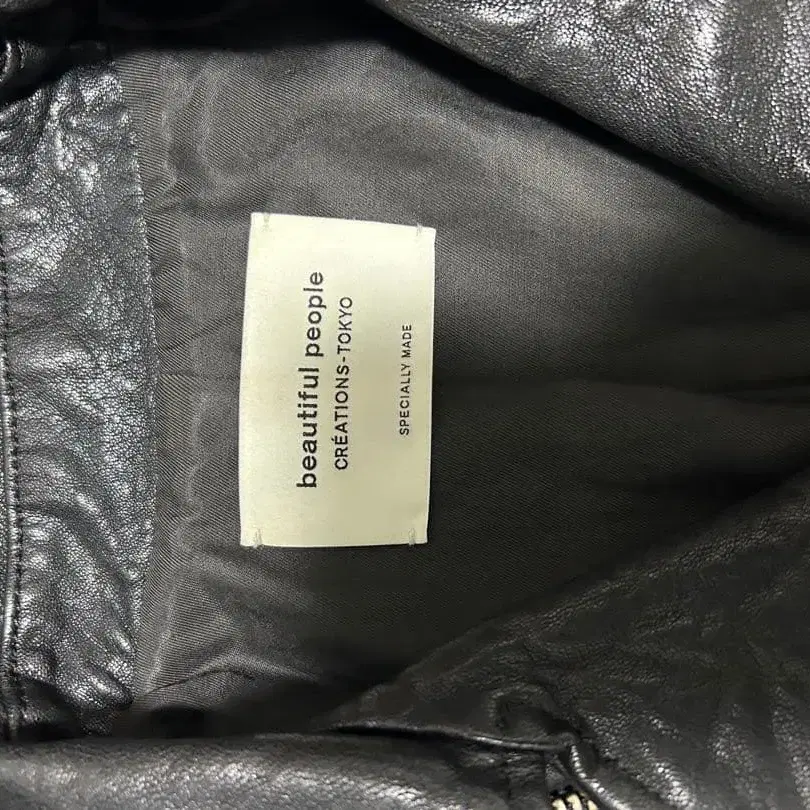 beautiful people
CRÉATIONS-TOKYO
SPECIALLY MADE